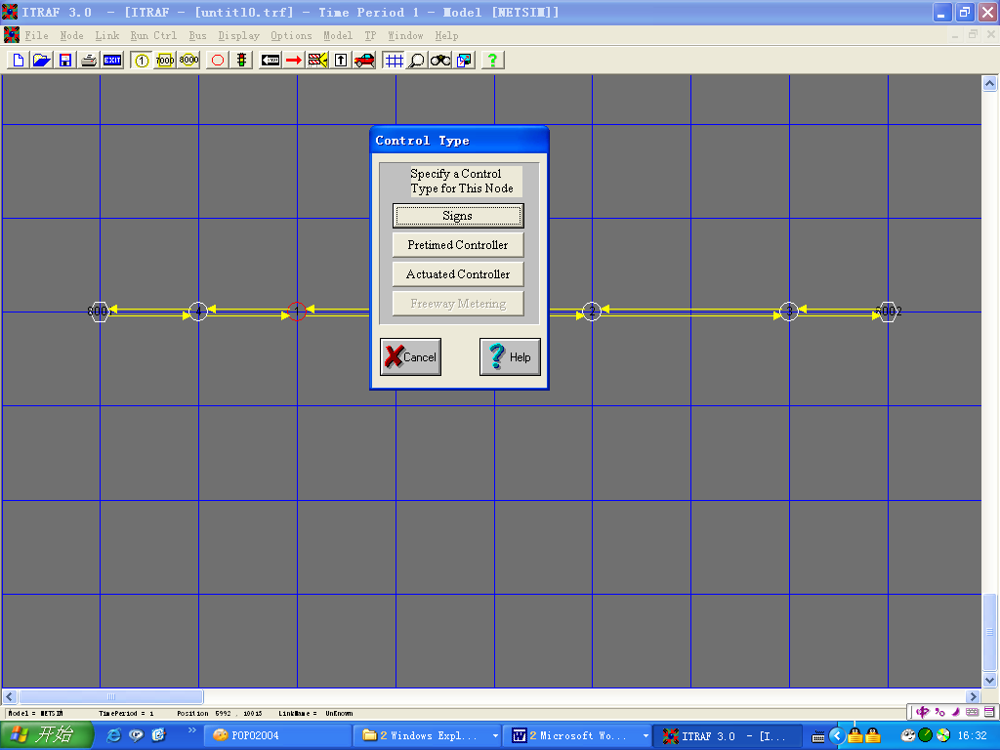 ITRAF 3.0 - [ITRAF - [untitl0.trf] - Time Period 1 - Model [NETSIM]]
File Node Link Run Ctrl Bus Display Options Model TP Window Help
EXIT 1 7000 8000
Control Type
Specify a Control
Type for This Node
Signs
Pretimed Controller
Actuated Controller
Freeway Metering
4 1 2 3
Cancel Help
Model = NETSIM TimePeriod = 1 Position 5992 , 10013 LinkName = UnKnown
中
开始 POPO2004 2 Windows Expl... 2 Microsoft Wo... ITRAF 3.0 - [I... 16:32